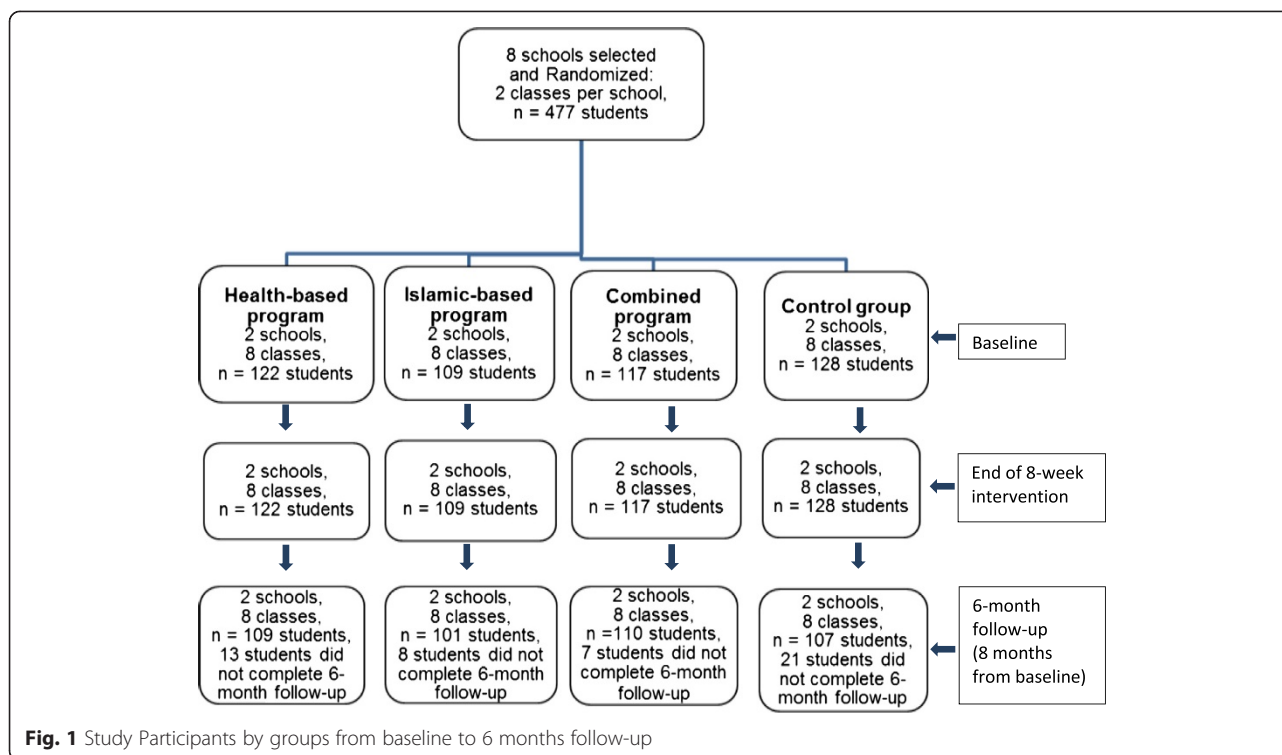 8 schools selected
and Randomized:
2 classes per school,
n = 477 students
Health-based
program
2 schools,
8 classes,
n = 122 students
Islamic-based
program
2 schools,
8 classes,
n = 109 students
Combined
program
2 schools,
8 classes,
n = 117 students
Control group
2 schools,
8 classes,
n = 128 students
Baseline
2 schools,
8 classes,
n = 122 students
2 schools,
8 classes,
n = 109 students
2 schools,
8 classes,
n = 117 students
2 schools,
8 classes,
n = 128 students
End of 8-week
intervention
2 schools,
8 classes,
n = 109 students,
13 students did
not complete 6-
month follow-up
2 schools,
8 classes,
n = 101 students,
8 students did not
complete 6-month
follow-up
2 schools,
8 classes,
n =110 students,
7 students did not
complete 6-month
follow-up
2 schools,
8 classes,
n = 107 students,
21 students did
not complete 6-
month follow-up
6-month
follow-up
(8 months
from baseline)
Fig. 1 Study Participants by groups from baseline to 6 months follow-up